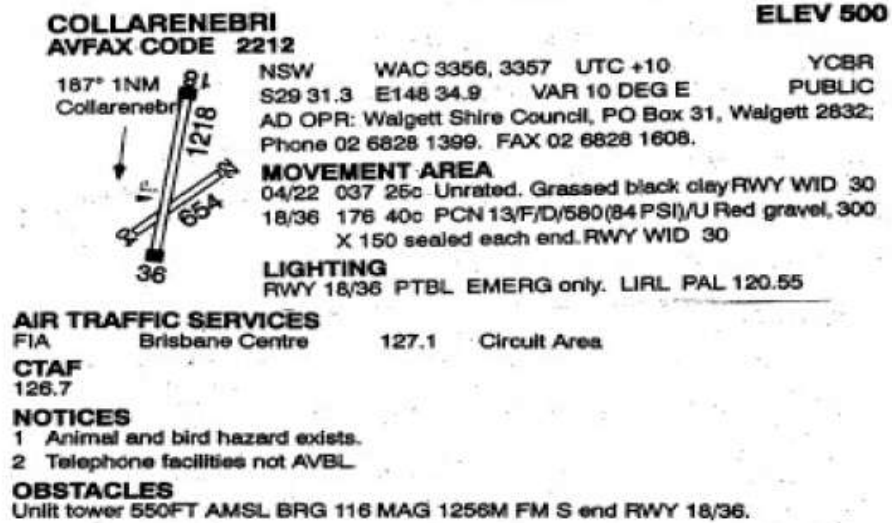 COLLARENEBRI
ELEV 500
AVFAX CODE 2212
187° 1NM
Collarenebri
18
1218
654
22
04
36
NSW WAC 3356, 3357 UTC +10 YCBR
S29 31.3 E148 34.9 VAR 10 DEG E PUBLIC
AD OPR: Walgett Shire Council, PO Box 31, Walgett 2832;
Phone 02 6828 1399. FAX 02 6828 1608.
MOVEMENT AREA
04/22 037 25c Unrated. Grassed black clay RWY WID 30
18/36 176 40c PCN 13/F/D/580(84 PSI)/U Red gravel, 300
X 150 sealed each end. RWY WID 30
LIGHTING
RWY 18/36 PTBL EMERG only. LIRL PAL 120.55
AIR TRAFFIC SERVICES
FIA Brisbane Centre 127.1 Circuit Area
CTAF
126.7
NOTICES
1 Animal and bird hazard exists.
2 Telephone facilities not AVBL
OBSTACLES
Unlit tower 550FT AMSL BRG 116 MAG 1256M FM S end RWY 18/36.